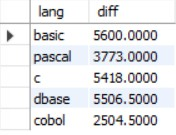 lang diff
basic 5600.0000
pascal 3773.0000
c 5418.0000
dbase 5506.5000
cobol 2504.5000